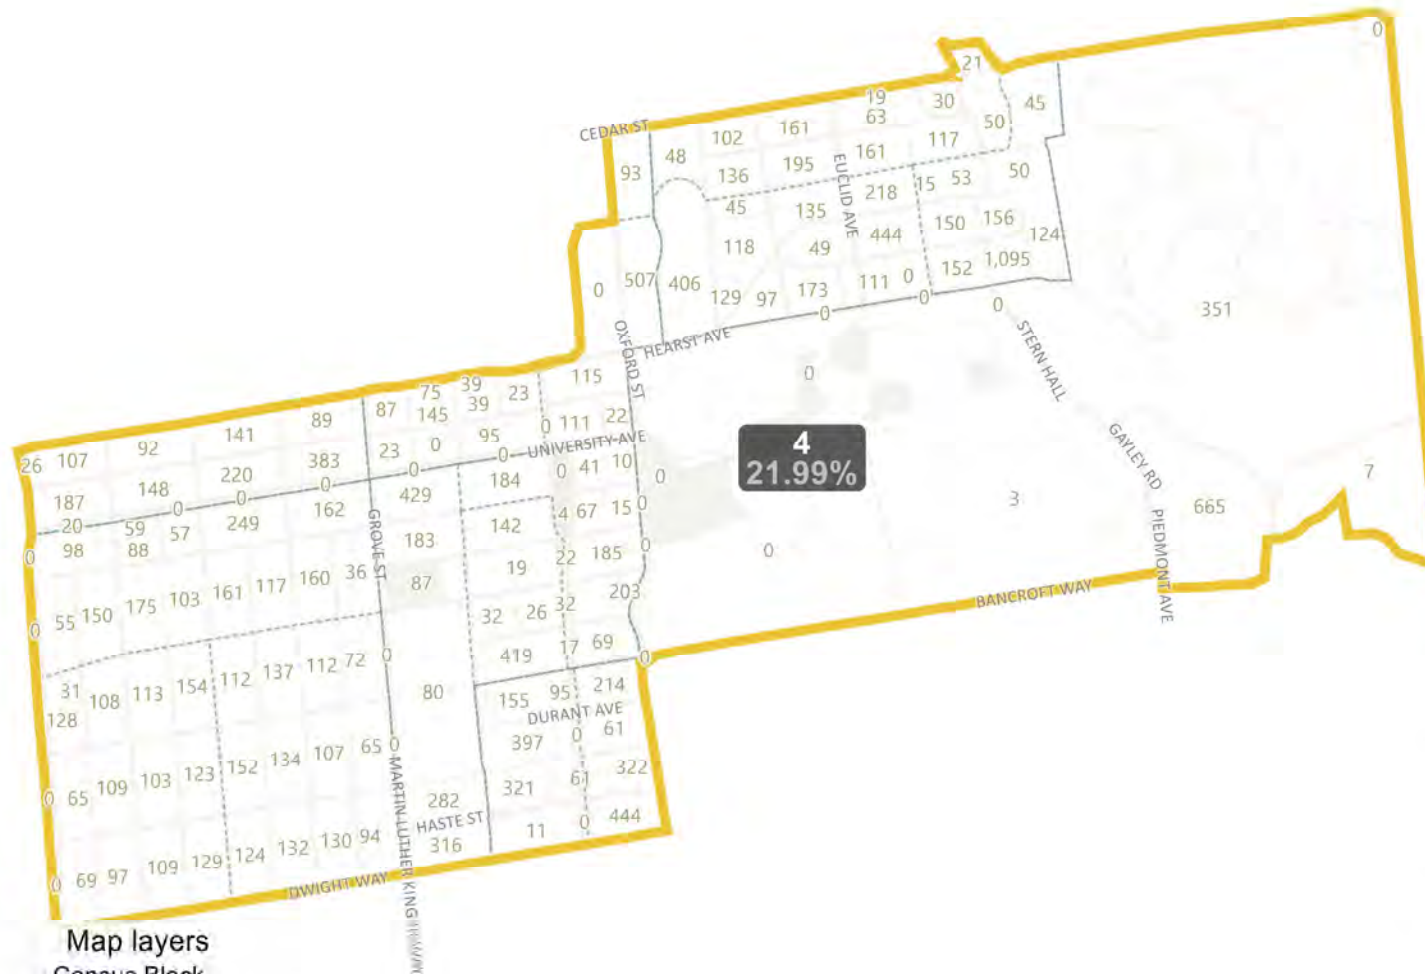 0
21
19 30 45
CEDAR ST 63 50
102 161 117
48 161
93 136 195 EUCLID AVE 218 15 53 50
45 135
150 156
118 49 444 124
507 406 152 1,095
0 129 97 173 111 0 0 0
0
351
OXFORD ST HEARST AVE STERN HALL
115 0
75 39 23
89 87 145 39
141 0 111 22
92 23 0 95 UNIVERSITY AVE
26 107 383 0 0
220 184 0 41 10
187 148 0 0 0 429
4
21.99%
0 GAYLEY RD 7
20 59 57 249 162 142 4 67 15 0 3 665
98 88 GROVE ST 183 PIEDMONT AVE
0 22 185 0 0
36 87 19
55 150 175 103 161 117 160 32 26 32 203 BANCROFT WAY
0
419 17 69 0
31 108 113 154 112 137 112 72 0
128 80 155 95 214
DURANT AVE
397 0 61
0 65 109 103 123 152 134 107 65 0
321 61 322
282
HASTE ST 11 0 444
316
0 69 97 109 129 124 132 130 94
DWIGHT WAY
MARTIN LUTHER KING
Map layers
Census Block